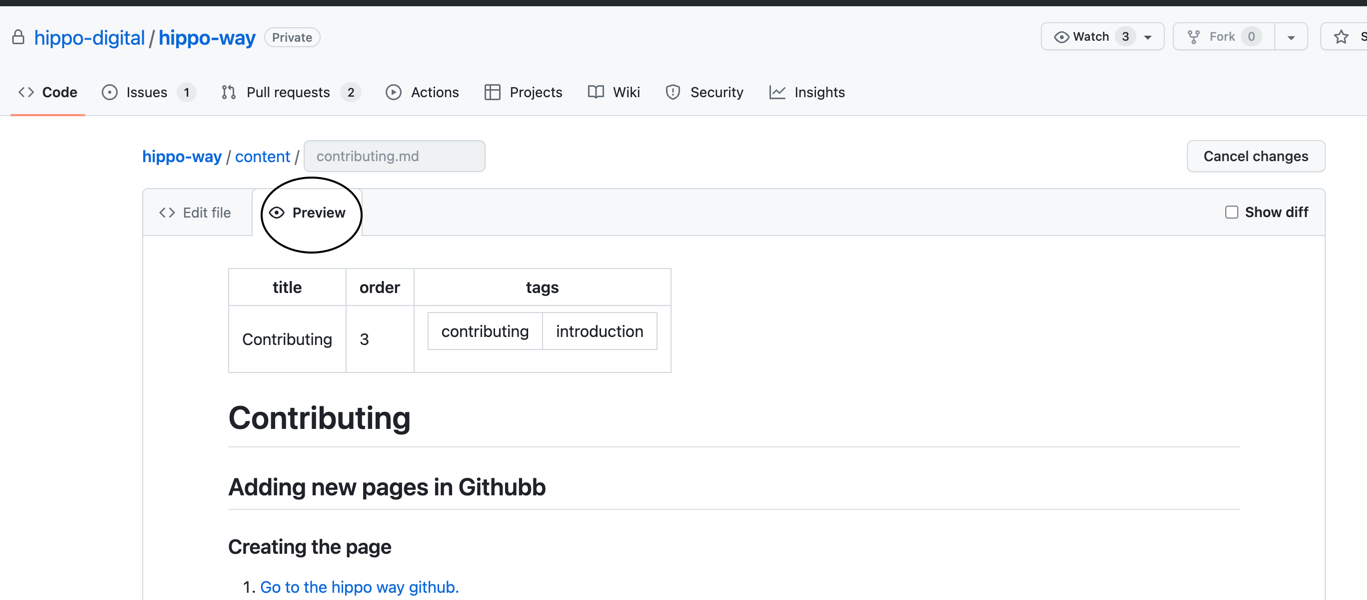 hippo-digital / hippo-way Private Watch 3 Fork 0 S
Code Issues 1 Pull requests 2 Actions Projects Wiki Security Insights
hippo-way / content / contributing.md Cancel changes
Edit file Preview Show diff
title order tags
Contributing 3 contributing introduction
Contributing
Adding new pages in Githubb
Creating the page
1. Go to the hippo way github.